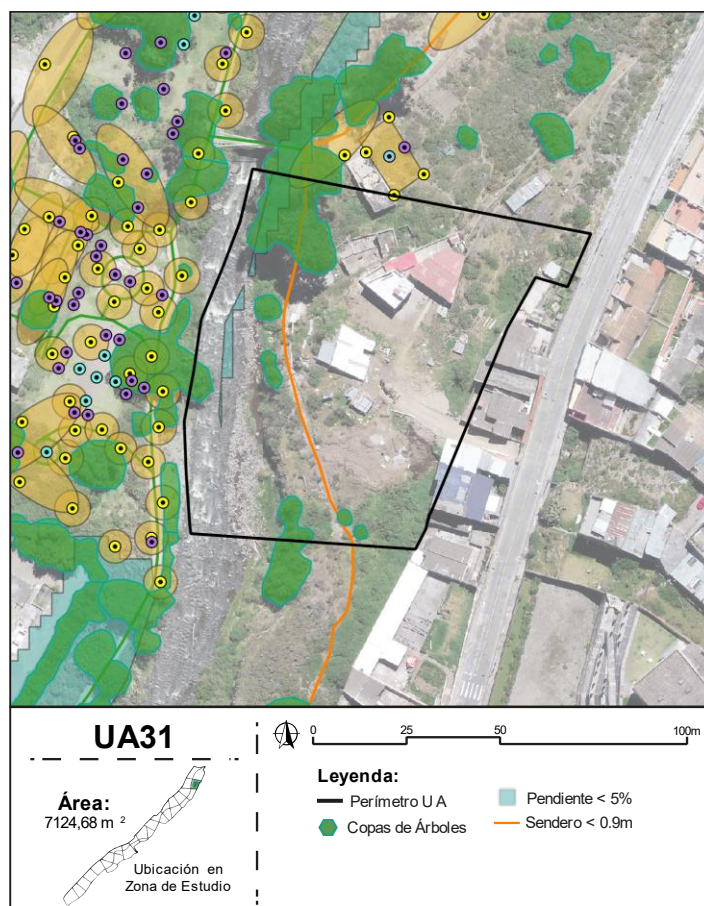 UA31
Área:
7124,68 m 2
Ubicación en
Zona de Estudio
0 25 50 100m
Leyenda:
Perímetro U A
Pendiente < 5%
Copas de Árboles
Sendero < 0.9m